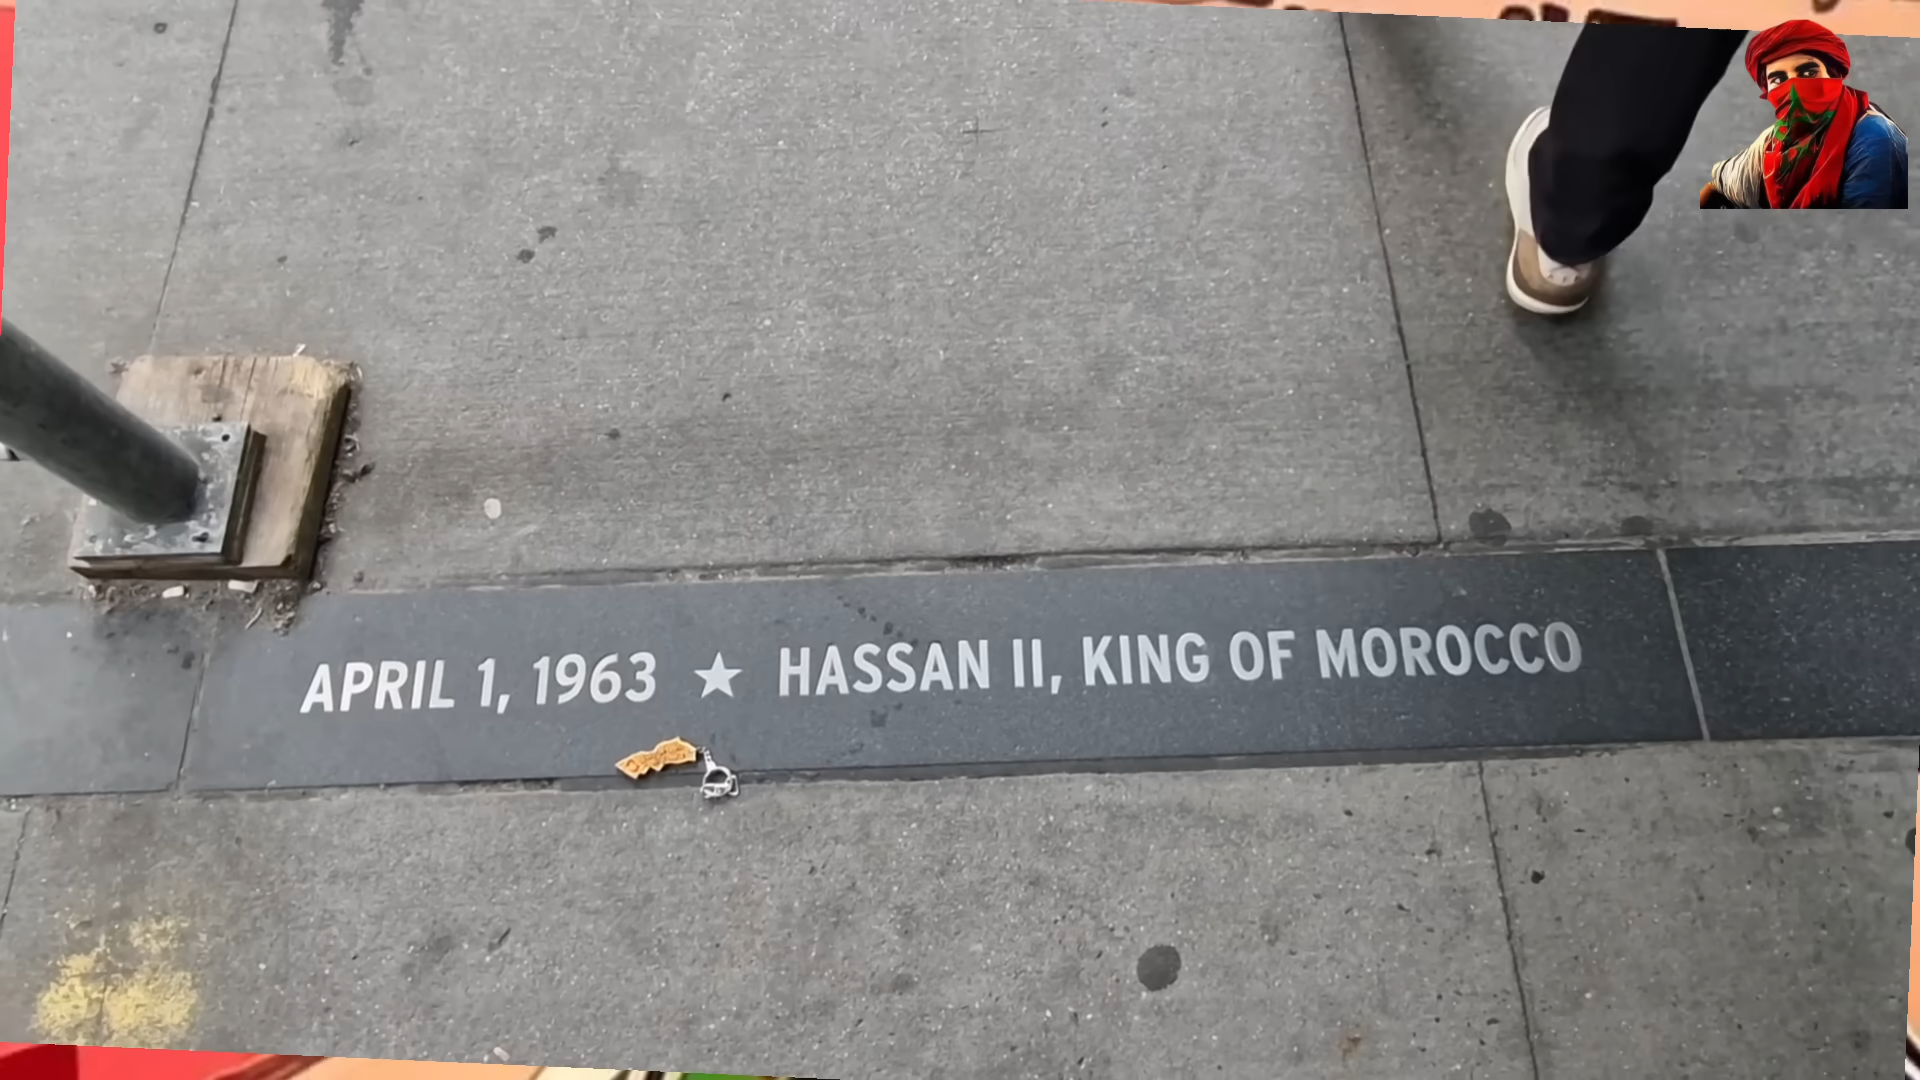 APRIL 1, 1963 ★ HASSAN II, KING OF MOROCCO